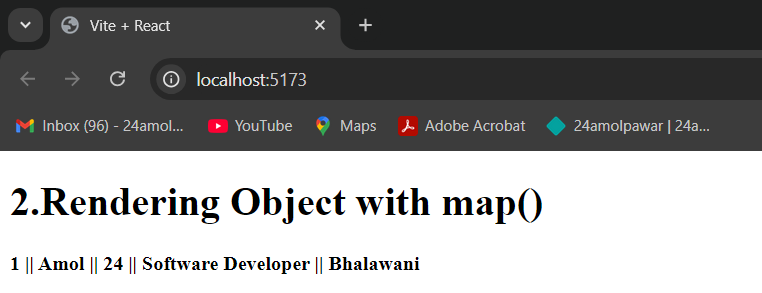 Vite + React
localhost:5173
Inbox (96) - 24amol...
YouTube
Maps
Adobe Acrobat
24amolpawar | 24a...
2.Rendering Object with map()
1 || Amol || 24 || Software Developer || Bhalawani